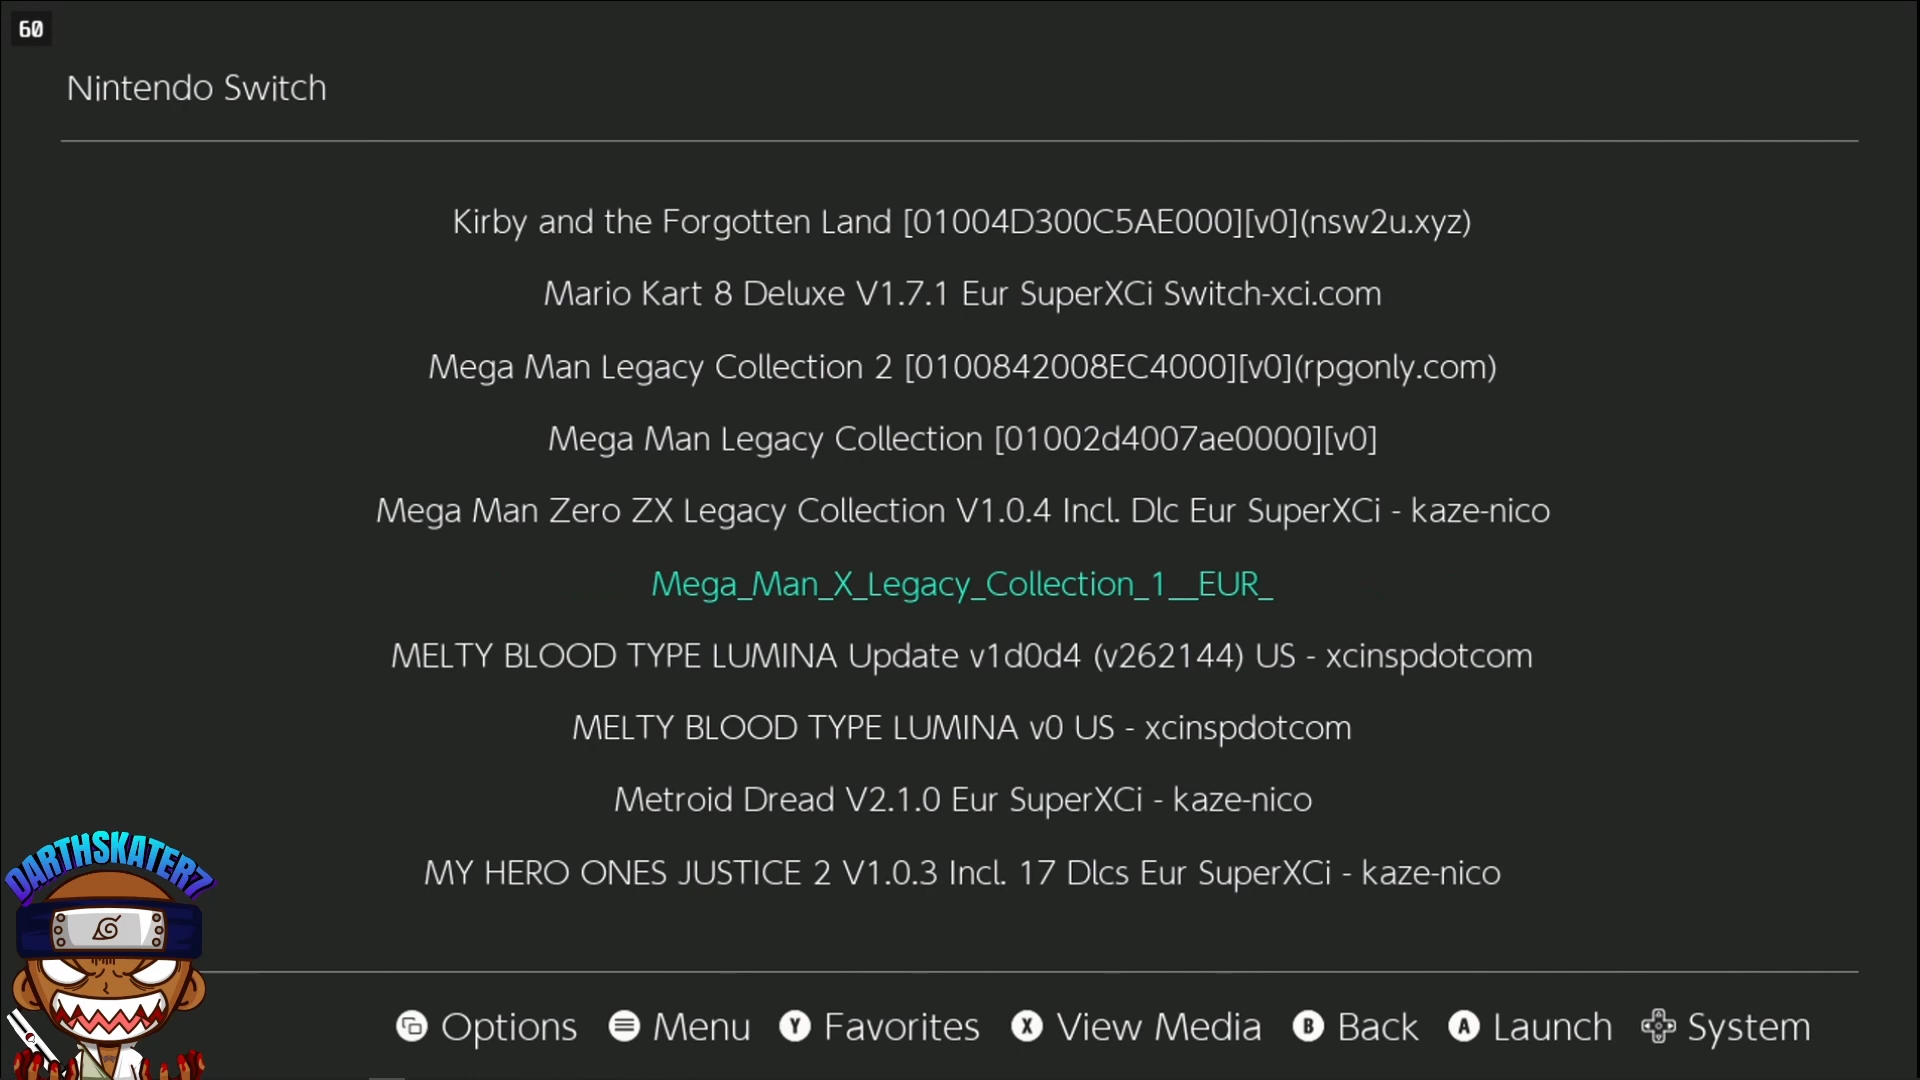 60
Nintendo Switch
Kirby and the Forgotten Land [01004D300C5AE000][v0](nsw2u.xyz)
Mario Kart 8 Deluxe V1.7.1 Eur SuperXCi Switch-xci.com
Mega Man Legacy Collection 2 [0100842008EC4000][v0](rpgonly.com)
Mega Man Legacy Collection [01002d4007ae0000][v0]
Mega Man Zero ZX Legacy Collection V1.0.4 Incl. Dlc Eur SuperXCi - kaze-nico
Mega_Man_X_Legacy_Collection_1__EUR_
MELTY BLOOD TYPE LUMINA Update v1d0d4 (v262144) US - xcinspdotcom
MELTY BLOOD TYPE LUMINA v0 US - xcinspdotcom
Metroid Dread V2.1.0 Eur SuperXCi - kaze-nico
MY HERO ONES JUSTICE 2 V1.0.3 Incl. 17 Dlcs Eur SuperXCi - kaze-nico
DARTHSKATER7
Options Menu Y Favorites X View Media B Back A Launch System